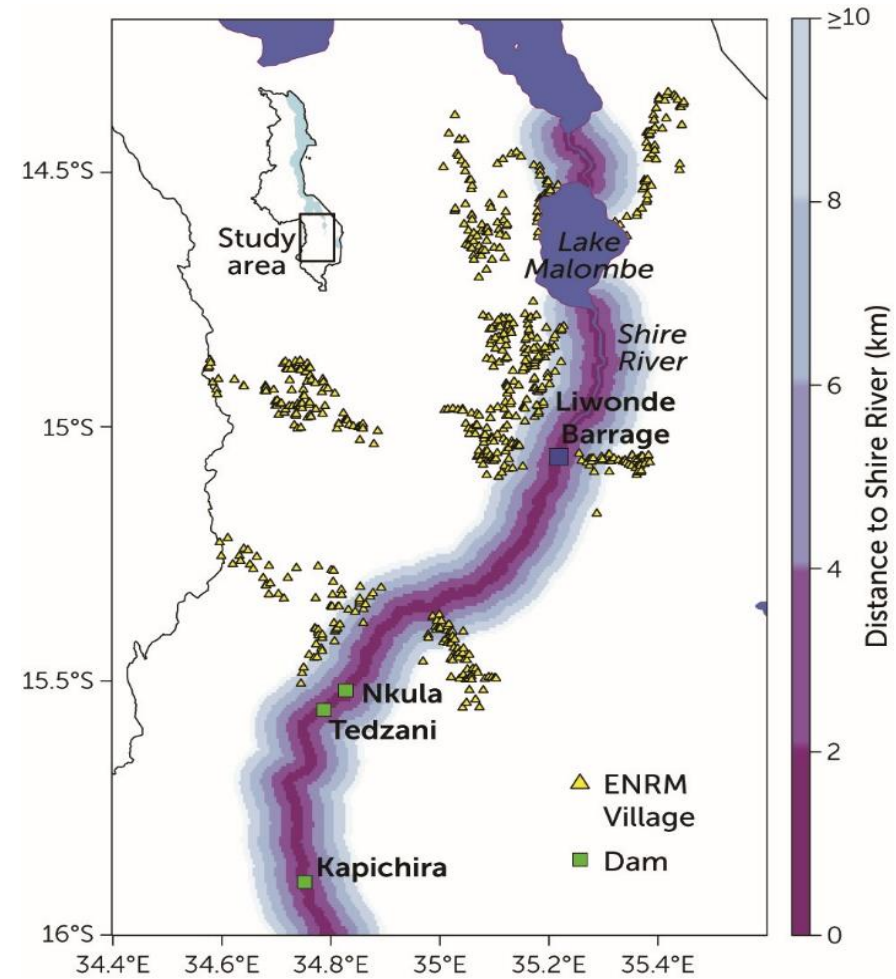 14.5°S
15°S
15.5°S
16°S
34.4°E
34.6°E
34.8°E
35°E
35.2°E
35.4°E
Study
area
Lake
Malombe
Shire
River
Liwonde
Barrage
Nkula
Tedzani
Kapichira
ENRM
Village
Dam
≥10
8
6
4
2
0
Distance to Shire River (km)